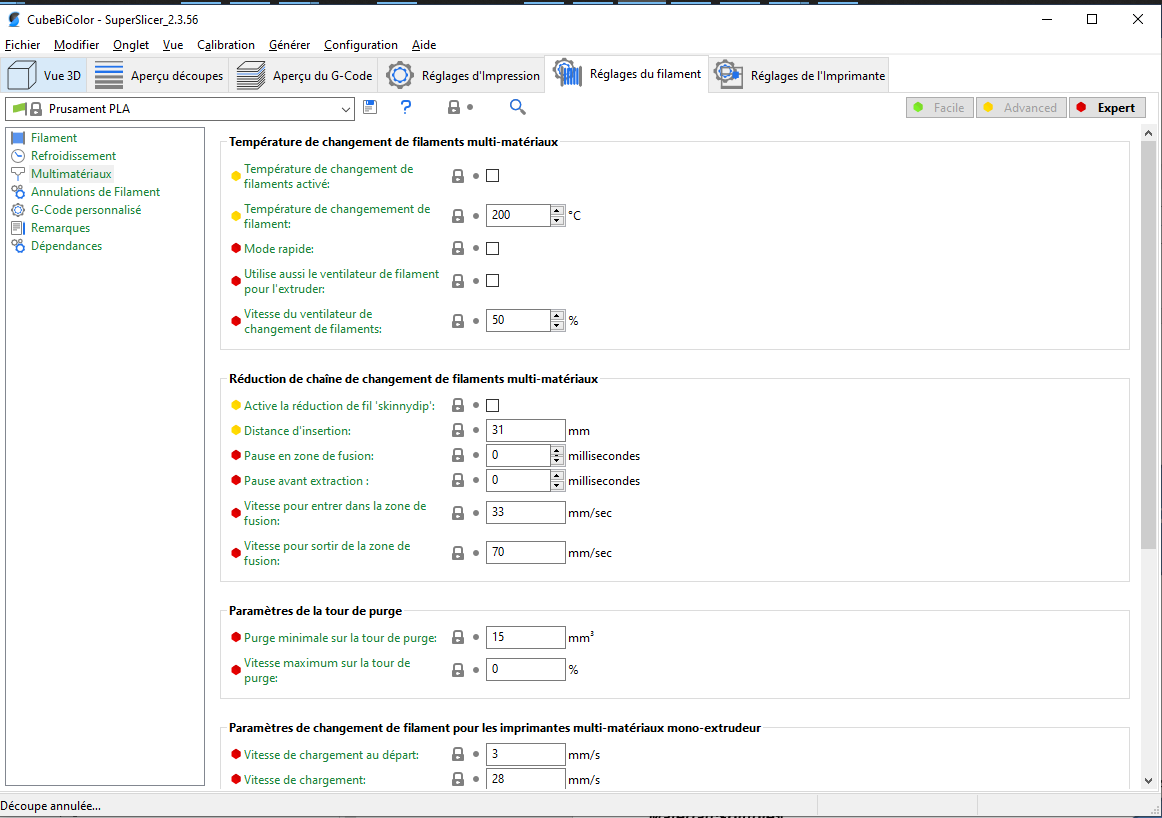 CubeBiColor - SuperSlicer_2.3.56
Fichier Modifier Onglet Vue Calibration Générer Configuration Aide
Vue 3D Aperçu découpes Aperçu du G-Code Réglages d'Impression Réglages du filament Réglages de l'Imprimante
Prusament PLA ? Facile Advanced Expert
Filament
Refroidissement
Multimatériaux
Annulations de Filament
G-Code personnalisé
Remarques
Dépendances
Température de changement de filaments multi-matériaux
Température de changement de
filaments activé:
Température de changemement de
filament: 200 °C
Mode rapide:
Utilise aussi le ventilateur de filament
pour l'extruder:
Vitesse du ventilateur de
changement de filaments: 50 %
Réduction de chaîne de changement de filaments multi-matériaux
Active la réduction de fil 'skinnydip':
Distance d'insertion: 31 mm
Pause en zone de fusion: 0 millisecondes
Pause avant extraction : 0 millisecondes
Vitesse pour entrer dans la zone de
fusion: 33 mm/sec
Vitesse pour sortir de la zone de
fusion: 70 mm/sec
Paramètres de la tour de purge
Purge minimale sur la tour de purge: 15 mm³
Vitesse maximum sur la tour de
purge: 0 %
Paramètres de changement de filament pour les imprimantes multi-matériaux mono-extrudeur
Vitesse de chargement au départ: 3 mm/s
Vitesse de chargement: 28 mm/s
Découpe annulée...